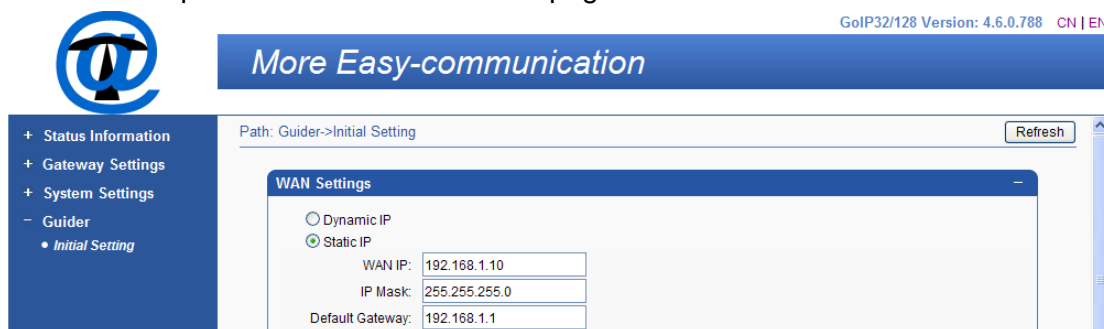 GoIP32/128 Version: 4.6.0.788 CN | EN
More Easy-communication
+ Status Information
+ Gateway Settings
+ System Settings
− Guider
• Initial Setting
Path: Guider->Initial Setting
Refresh
WAN Settings −
Dynamic IP
Static IP
WAN IP: 192.168.1.10
IP Mask: 255.255.255.0
Default Gateway: 192.168.1.1